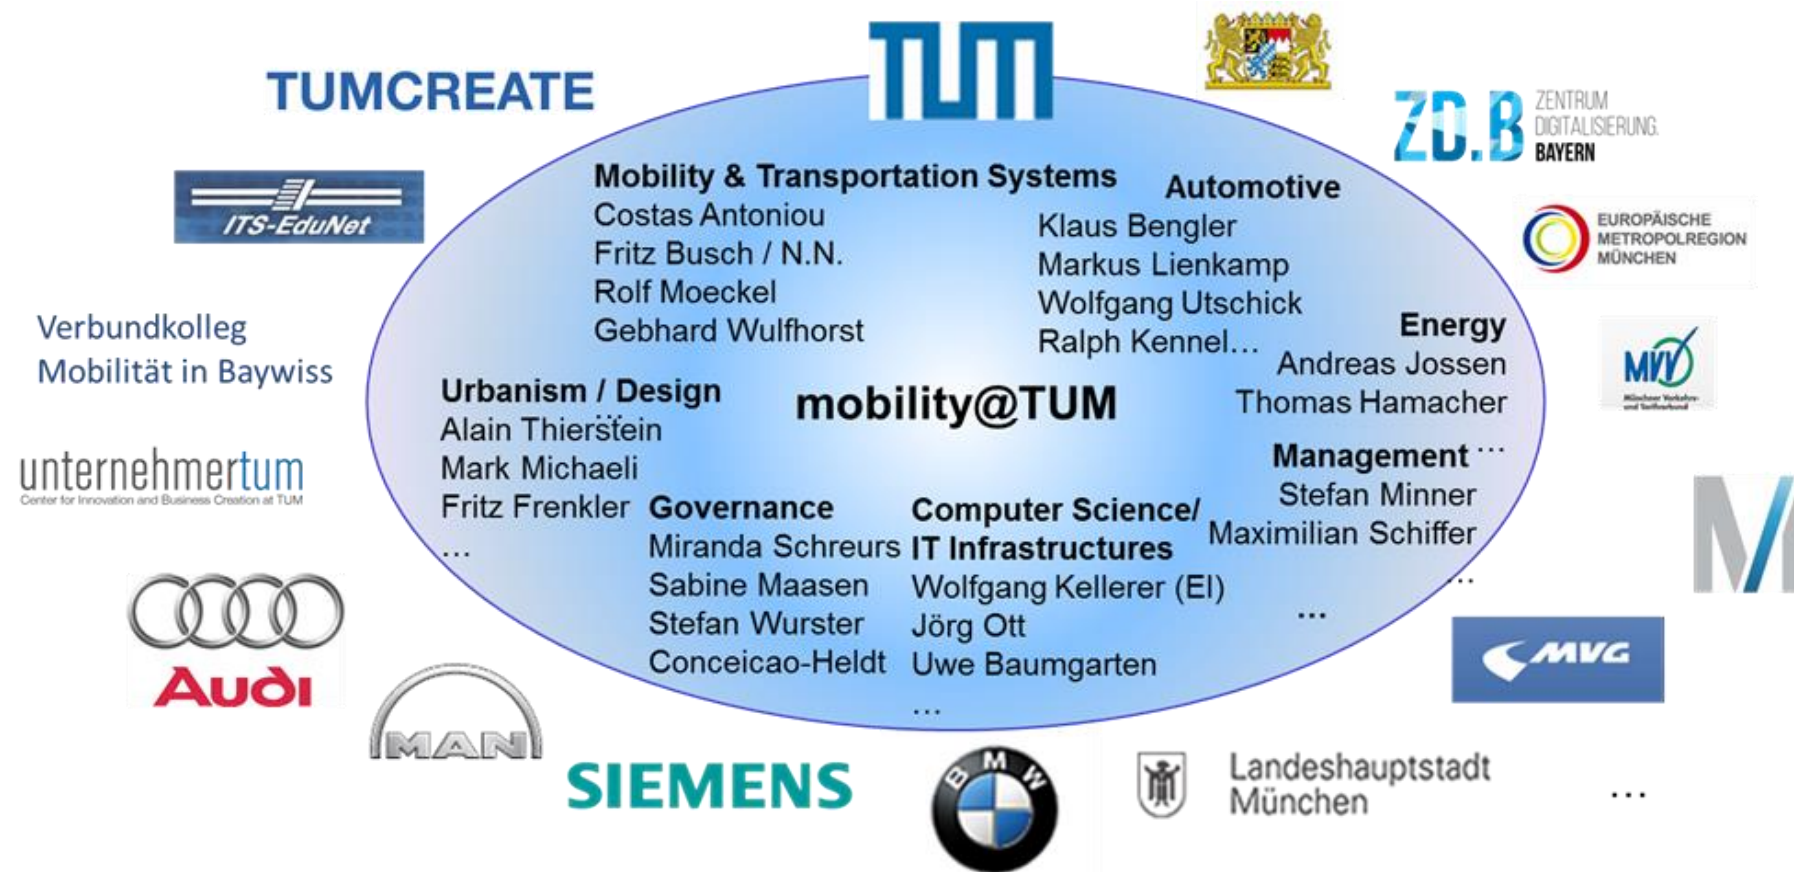 TUM
TUMCREATE
ZD.B ZENTRUM
DIGITALISIERUNG.
BAYERN
ITS-EduNet
Mobility & Transportation Systems
Costas Antoniou
Fritz Busch / N.N.
Rolf Moeckel
Gebhard Wulfhorst
...
Automotive
Klaus Bengler
Markus Lienkamp
Wolfgang Utschick
Ralph Kennel...
EUROPÄISCHE
METROPOLREGION
MÜNCHEN
Verbundkolleg
Mobilität in Baywiss
Energy
Andreas Jossen
Thomas Hamacher
...
MVV
Münchner Verkehrs-
und Tarifverbund
Urbanism / Design
Alain Thierstein
Mark Michaeli
Fritz Frenkler
...
mobility@TUM
unternehmertum
Center for Innovation and Business Creation at TUM
Management
Stefan Minner
Maximilian Schiffer
...
Governance
Miranda Schreurs
Sabine Maasen
Stefan Wurster
Conceicao-Heldt
Computer Science/
IT Infrastructures
Wolfgang Kellerer (EI)
Jörg Ott
Uwe Baumgarten
...
...
Audi
MVG
MAN
SIEMENS
BMW
Landeshauptstadt
München
...